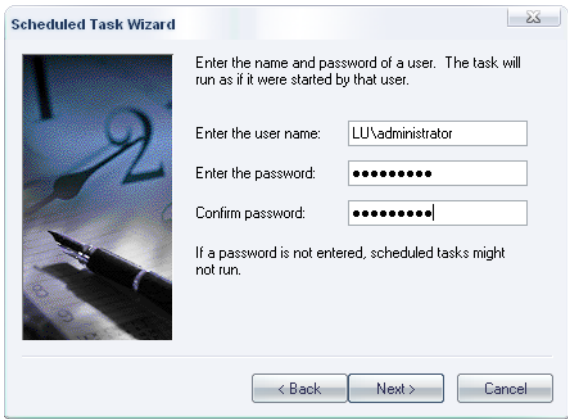 Scheduled Task Wizard
Enter the name and password of a user. The task will
run as if it were started by that user.
Enter the user name: LU\administrator
Enter the password: ●●●●●●●●●
Confirm password: ●●●●●●●●●
If a password is not entered, scheduled tasks might
not run.
< Back Next > Cancel